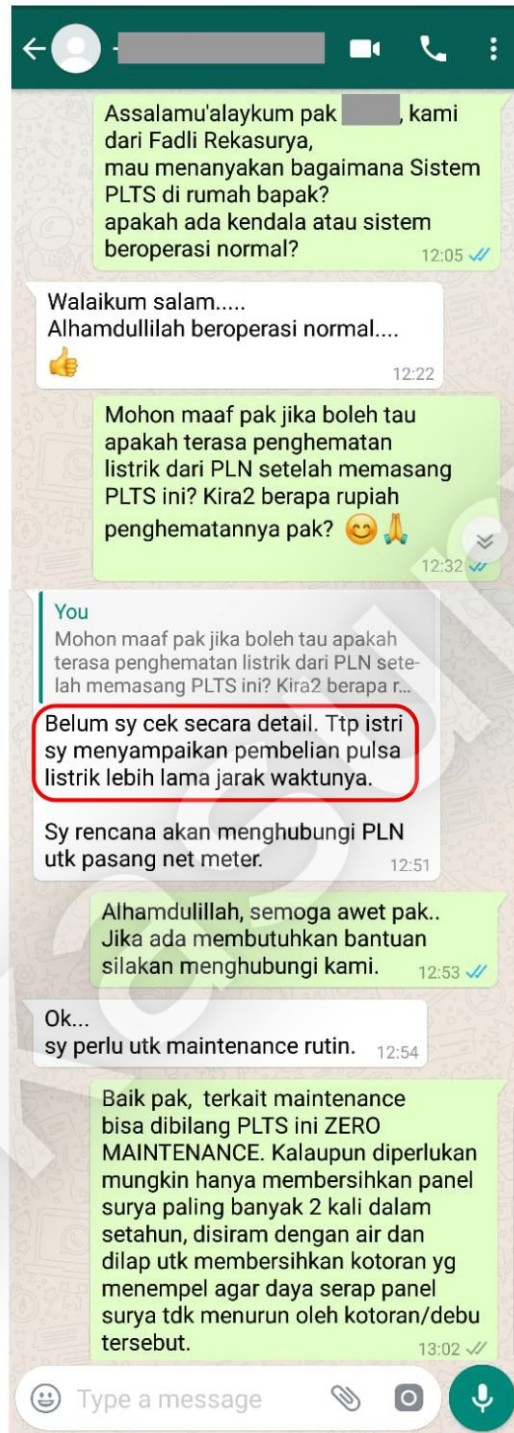 Assalamu'alaykum pak , kami
dari Fadli Rekasurya,
mau menanyakan bagaimana Sistem
PLTS di rumah bapak?
apakah ada kendala atau sistem
beroperasi normal?
12:05
Walaikum salam.....
Alhamdullilah beroperasi normal....
👍
12:22
Mohon maaf pak jika boleh tau
apakah terasa penghematan
listrik dari PLN setelah memasang
PLTS ini? Kira2 berapa rupiah
penghematannya pak? 😊🙏
12:32
You
Mohon maaf pak jika boleh tau apakah
terasa penghematan listrik dari PLN sete-
lah memasang PLTS ini? Kira2 berapa r...
Belum sy cek secara detail. Ttp istri
sy menyampaikan pembelian pulsa
listrik lebih lama jarak waktunya.
Sy rencana akan menghubungi PLN
utk pasang net meter.
12:51
Alhamdulillah, semoga awet pak..
Jika ada membutuhkan bantuan
silakan menghubungi kami.
12:53
Ok...
sy perlu utk maintenance rutin.
12:54
Baik pak, terkait maintenance
bisa dibilang PLTS ini ZERO
MAINTENANCE. Kalaupun diperlukan
mungkin hanya membersihkan panel
surya paling banyak 2 kali dalam
setahun, disiram dengan air dan
dilap utk membersihkan kotoran yg
menempel agar daya serap panel
surya tdk menurun oleh kotoran/debu
tersebut.
13:02
Type a message